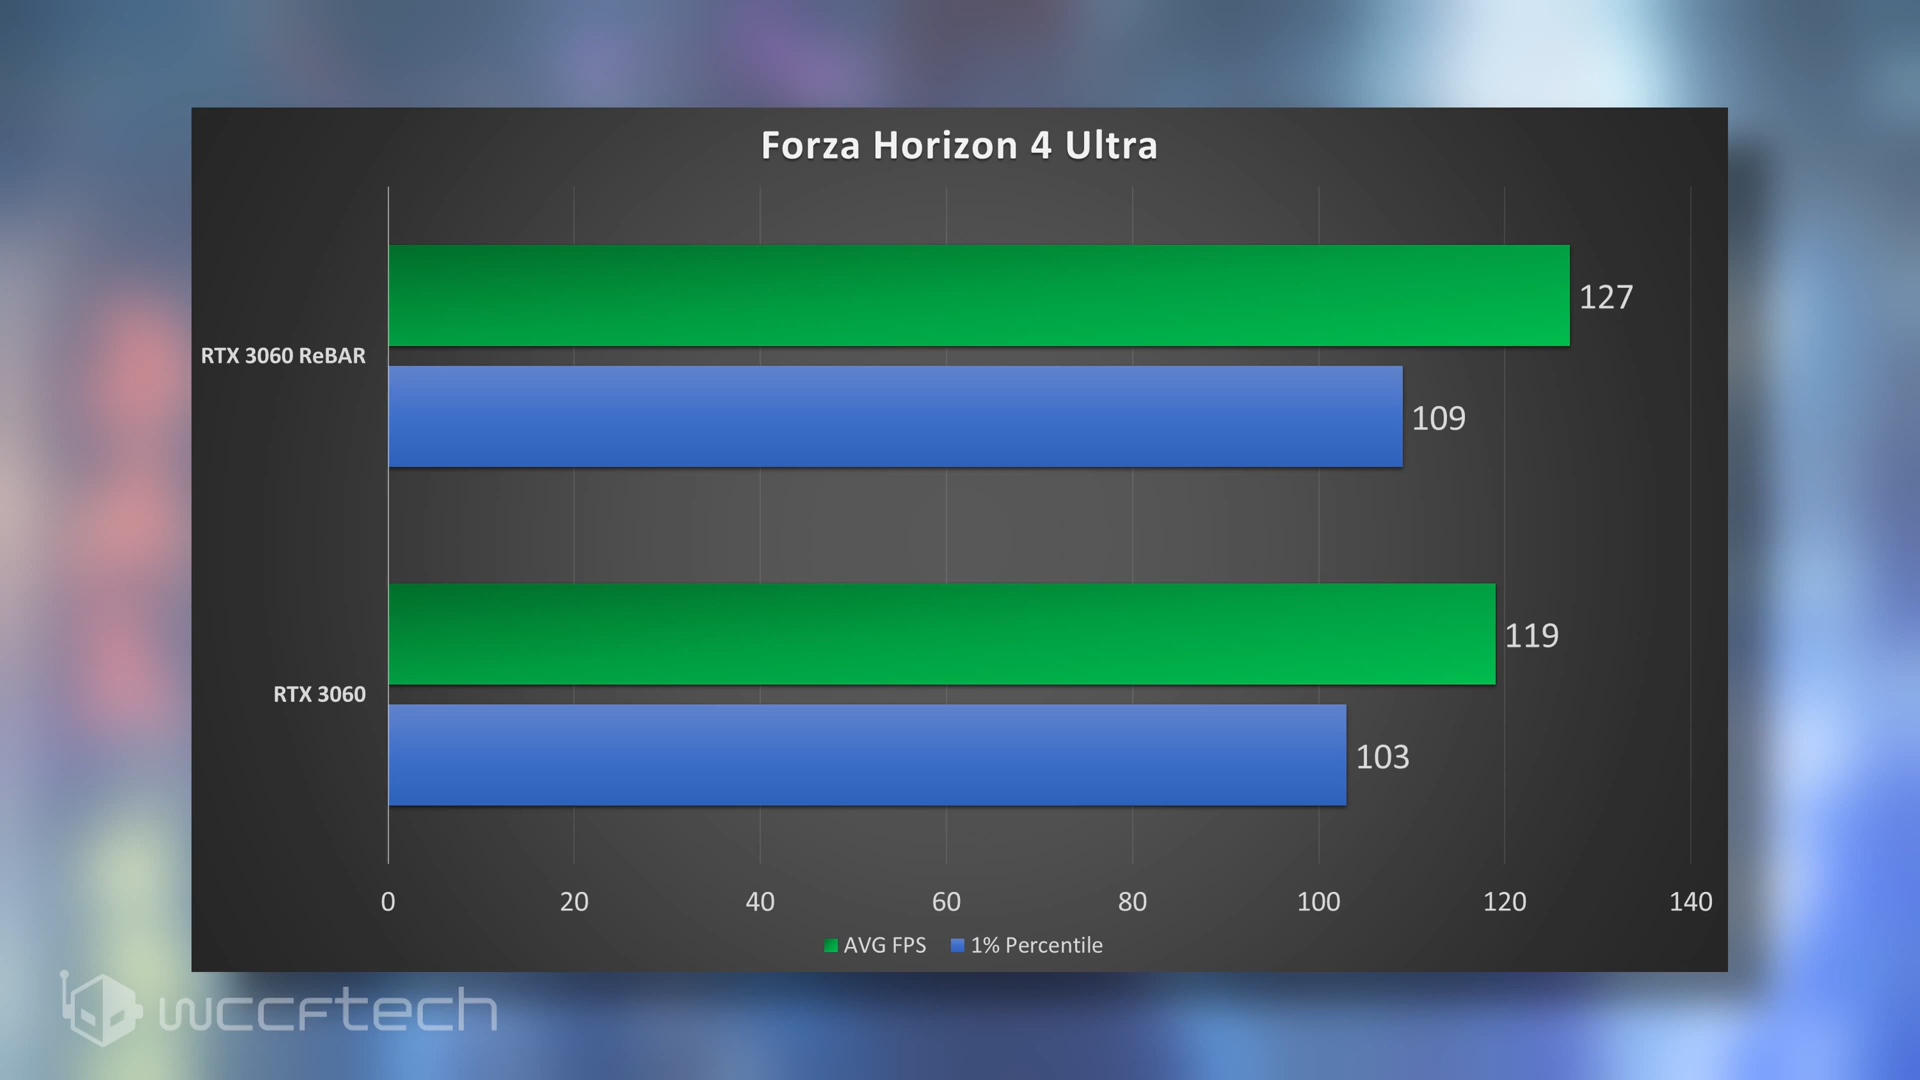 Forza Horizon 4 Ultra
RTX 3060 ReBAR
127
109
RTX 3060
119
103
0 20 40 60 80 100 120 140
AVG FPS 1% Percentile
wccftech